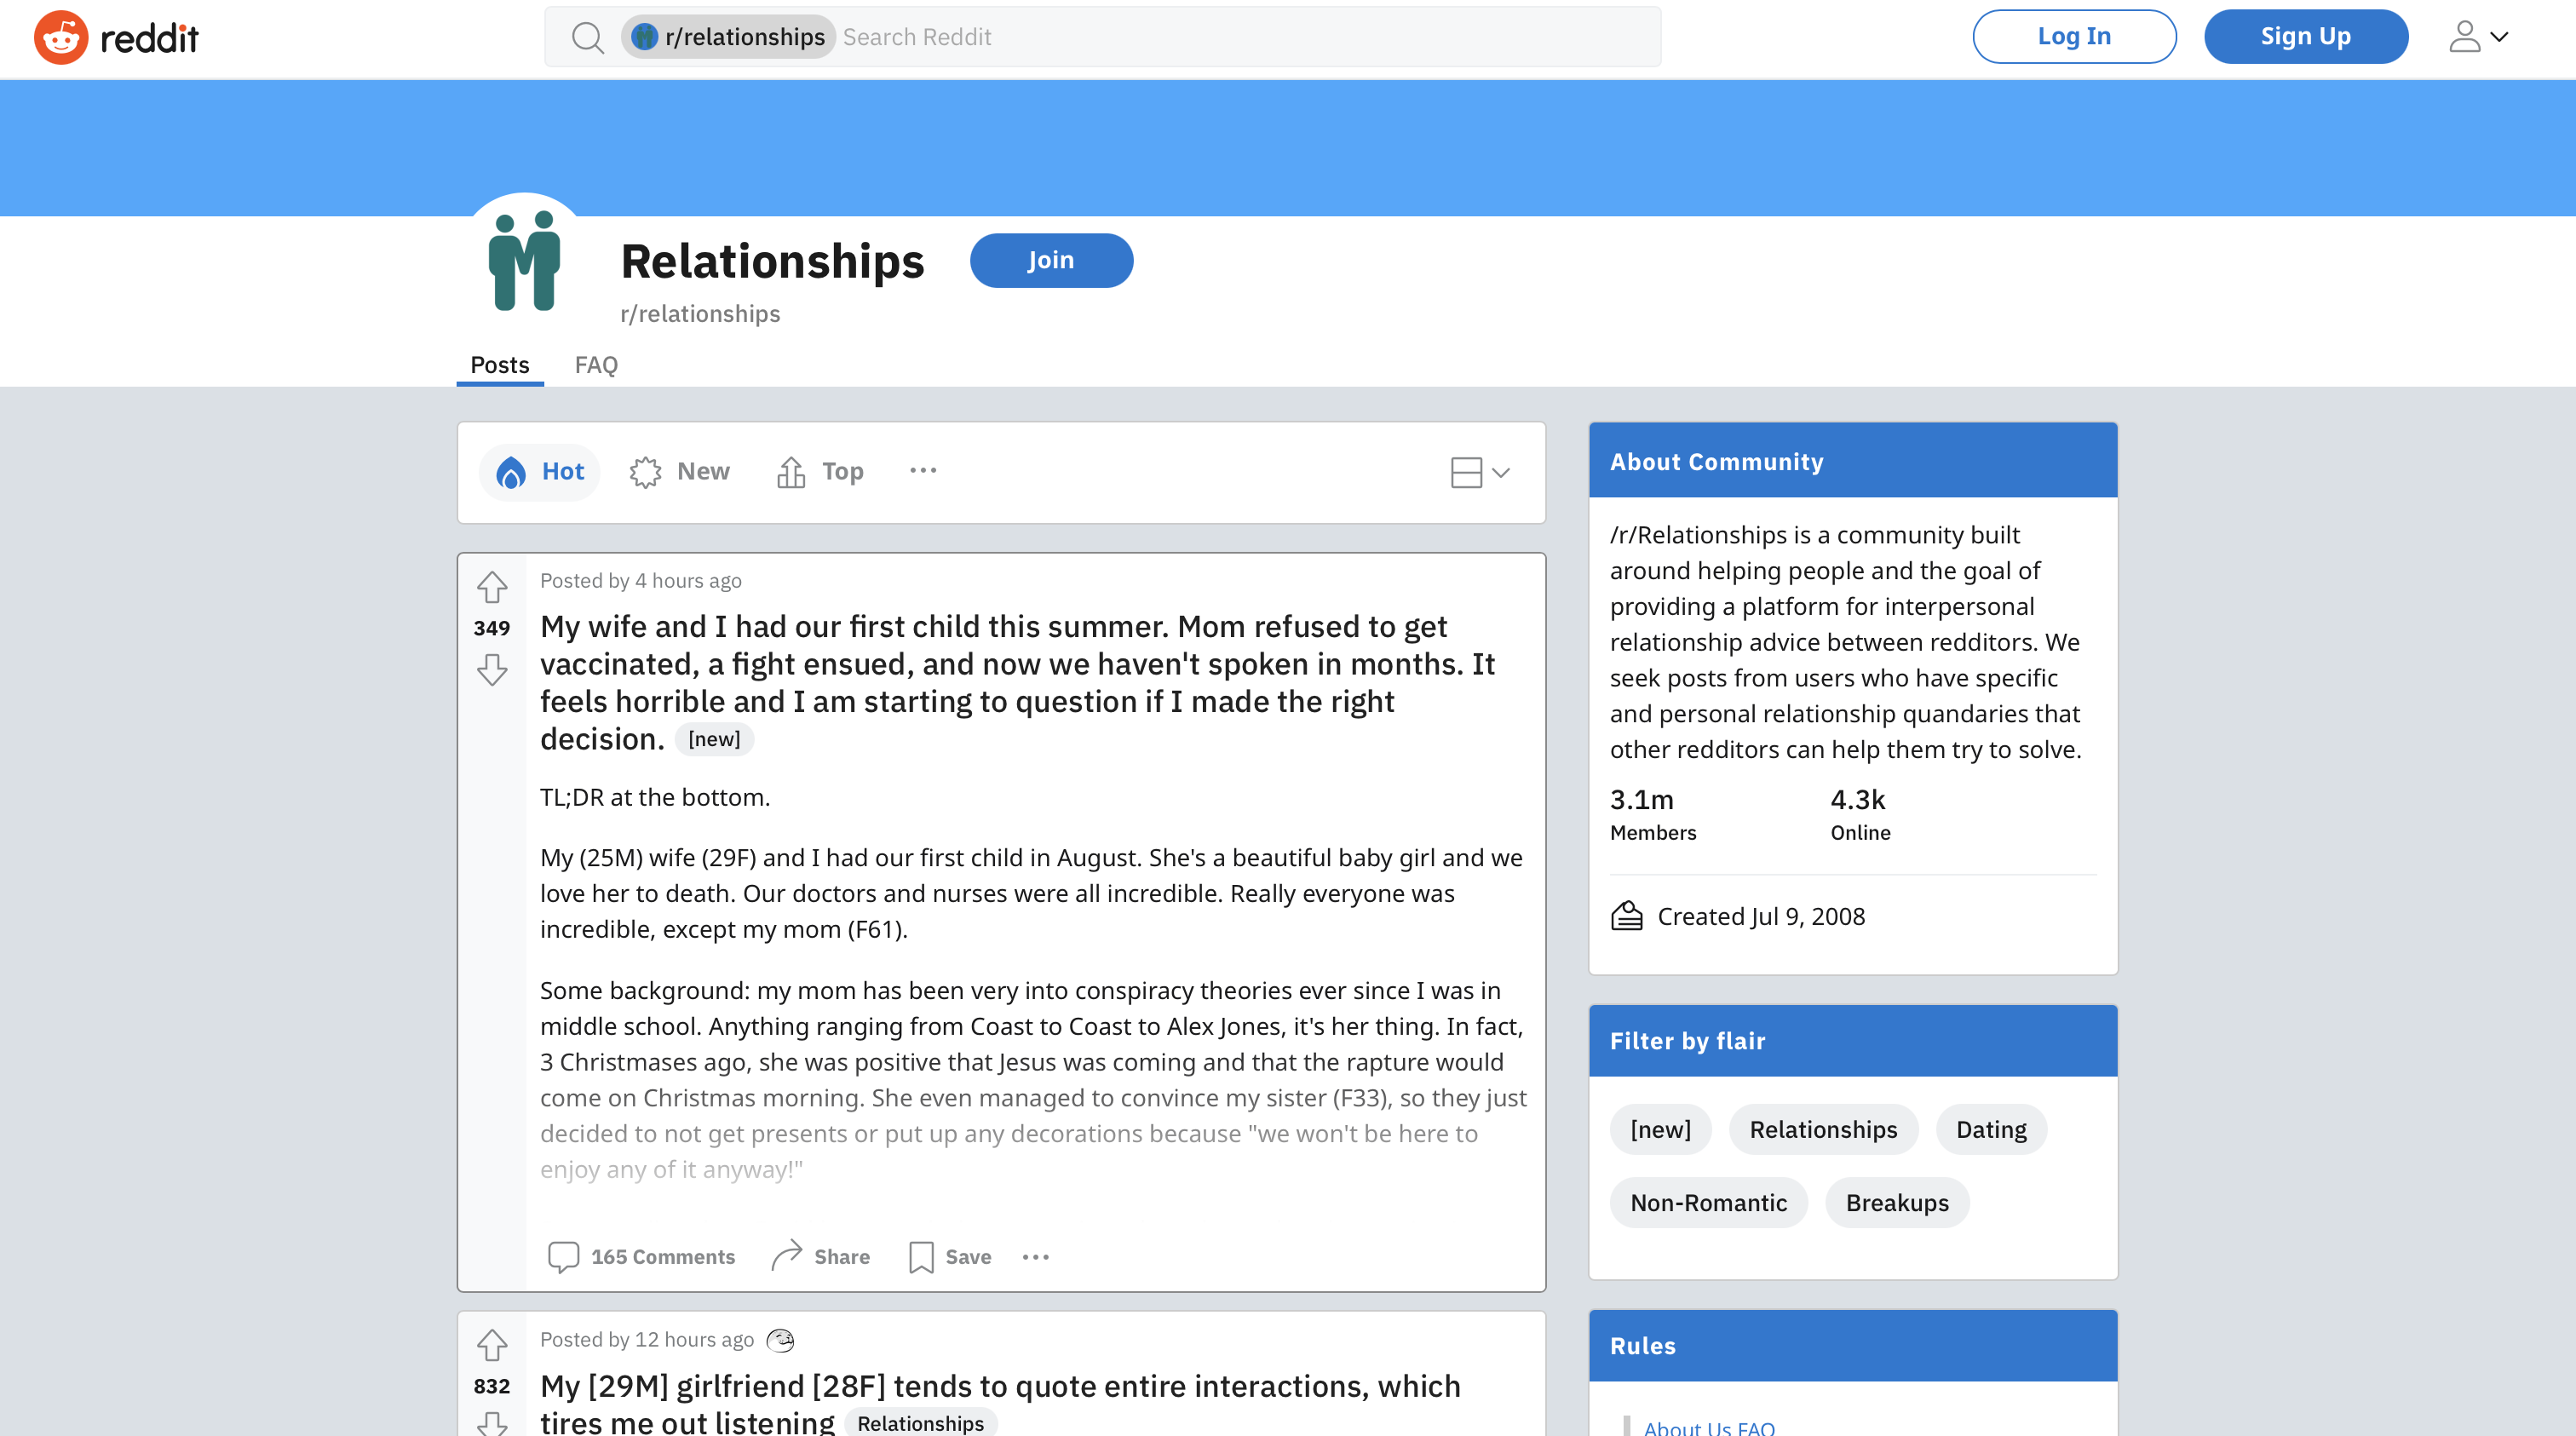 reddit
r/relationships Search Reddit
Log In
Sign Up
Relationships
Join
r/relationships
Posts
FAQ
Hot
New
Top
Posted by 4 hours ago
349
My wife and I had our first child this summer. Mom refused to get
vaccinated, a fight ensued, and now we haven't spoken in months. It
feels horrible and I am starting to question if I made the right
decision. [new]
TL;DR at the bottom.
My (25M) wife (29F) and I had our first child in August. She's a beautiful baby girl and we
love her to death. Our doctors and nurses were all incredible. Really everyone was
incredible, except my mom (F61).
Some background: my mom has been very into conspiracy theories ever since I was in
middle school. Anything ranging from Coast to Coast to Alex Jones, it's her thing. In fact,
3 Christmases ago, she was positive that Jesus was coming and that the rapture would
come on Christmas morning. She even managed to convince my sister (F33), so they just
decided to not get presents or put up any decorations because "we won't be here to
enjoy any of it anyway!"
165 Comments
Share
Save
Posted by 12 hours ago
832
My [29M] girlfriend [28F] tends to quote entire interactions, which
tires me out listening Relationships
About Community
/r/Relationships is a community built
around helping people and the goal of
providing a platform for interpersonal
relationship advice between redditors. We
seek posts from users who have specific
and personal relationship quandaries that
other redditors can help them try to solve.
3.1m
Members
4.3k
Online
Created Jul 9, 2008
Filter by flair
[new]
Relationships
Dating
Non-Romantic
Breakups
Rules
About Us FAQ